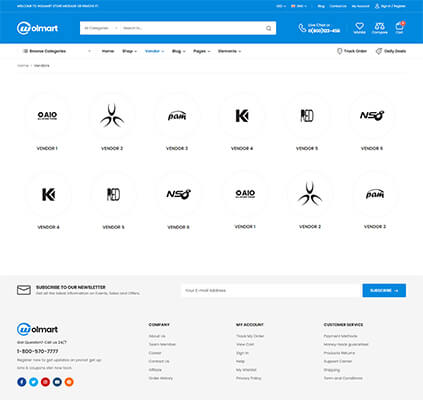 WELCOME TO WOLMART STORE MESSAGE OR REMOVE IT!
USD
ENG
Blog
Contact Us
My Account
Sign In / Register
Wolmart
All Categories
Search in...
Live Chat or :
0(800)123-456
Wishlist
Compare
Cart
Browse Categories
Home
Shop
Vendor
Blog
Pages
Elements
Track Order
Daily Deals
Home > Vendors
OAIO
pam
K
RED
NS
VENDOR 1
VENDOR 2
VENDOR 3
VENDOR 4
VENDOR 5
VENDOR 6
K
RED
NS
OAIO
pam
VENDOR 4
VENDOR 5
VENDOR 6
VENDOR 1
VENDOR 2
VENDOR 3
SUBSCRIBE TO OUR NEWSLETTER
Get all the latest information on Events, Sales and Offers.
Your E-mail Address
SUBSCRIBE
Wolmart
Got Question? Call us 24/7
1-800-570-7777
Register now to get updates on pronot get up
icns & coupons ster now toon.
COMPANY
About Us
Team Member
Career
Contact Us
Affiliate
Order History
MY ACCOUNT
Track My Order
View Cart
Sign In
Help
My Wishlist
Privacy Policy
CUSTOMER SERVICE
Payment Methods
Money-back guarantee!
Products Returns
Support Center
Shipping
Term and Conditions